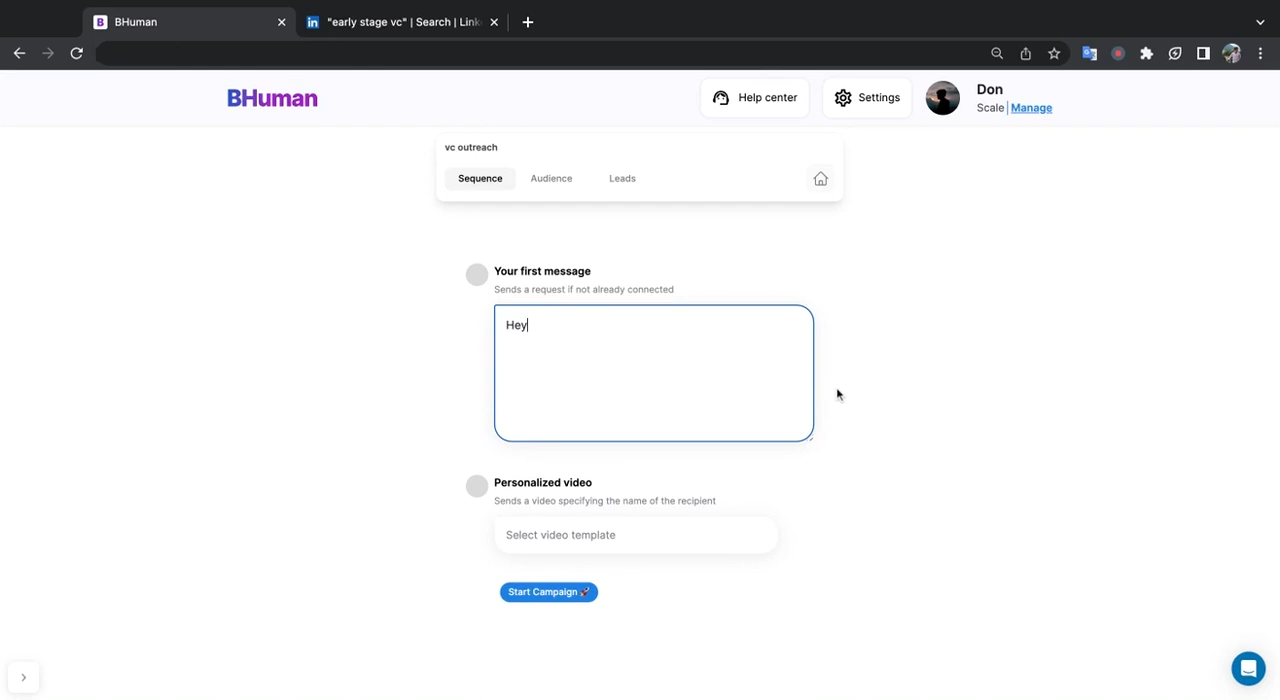 BHuman
"early stage vc" | Search | Link
BHuman
Help center
Settings
Don
Scale | Manage
vc outreach
Sequence
Audience
Leads
Your first message
Sends a request if not already connected
Hey
Personalized video
Sends a video specifying the name of the recipient
Select video template
Start Campaign 🚀